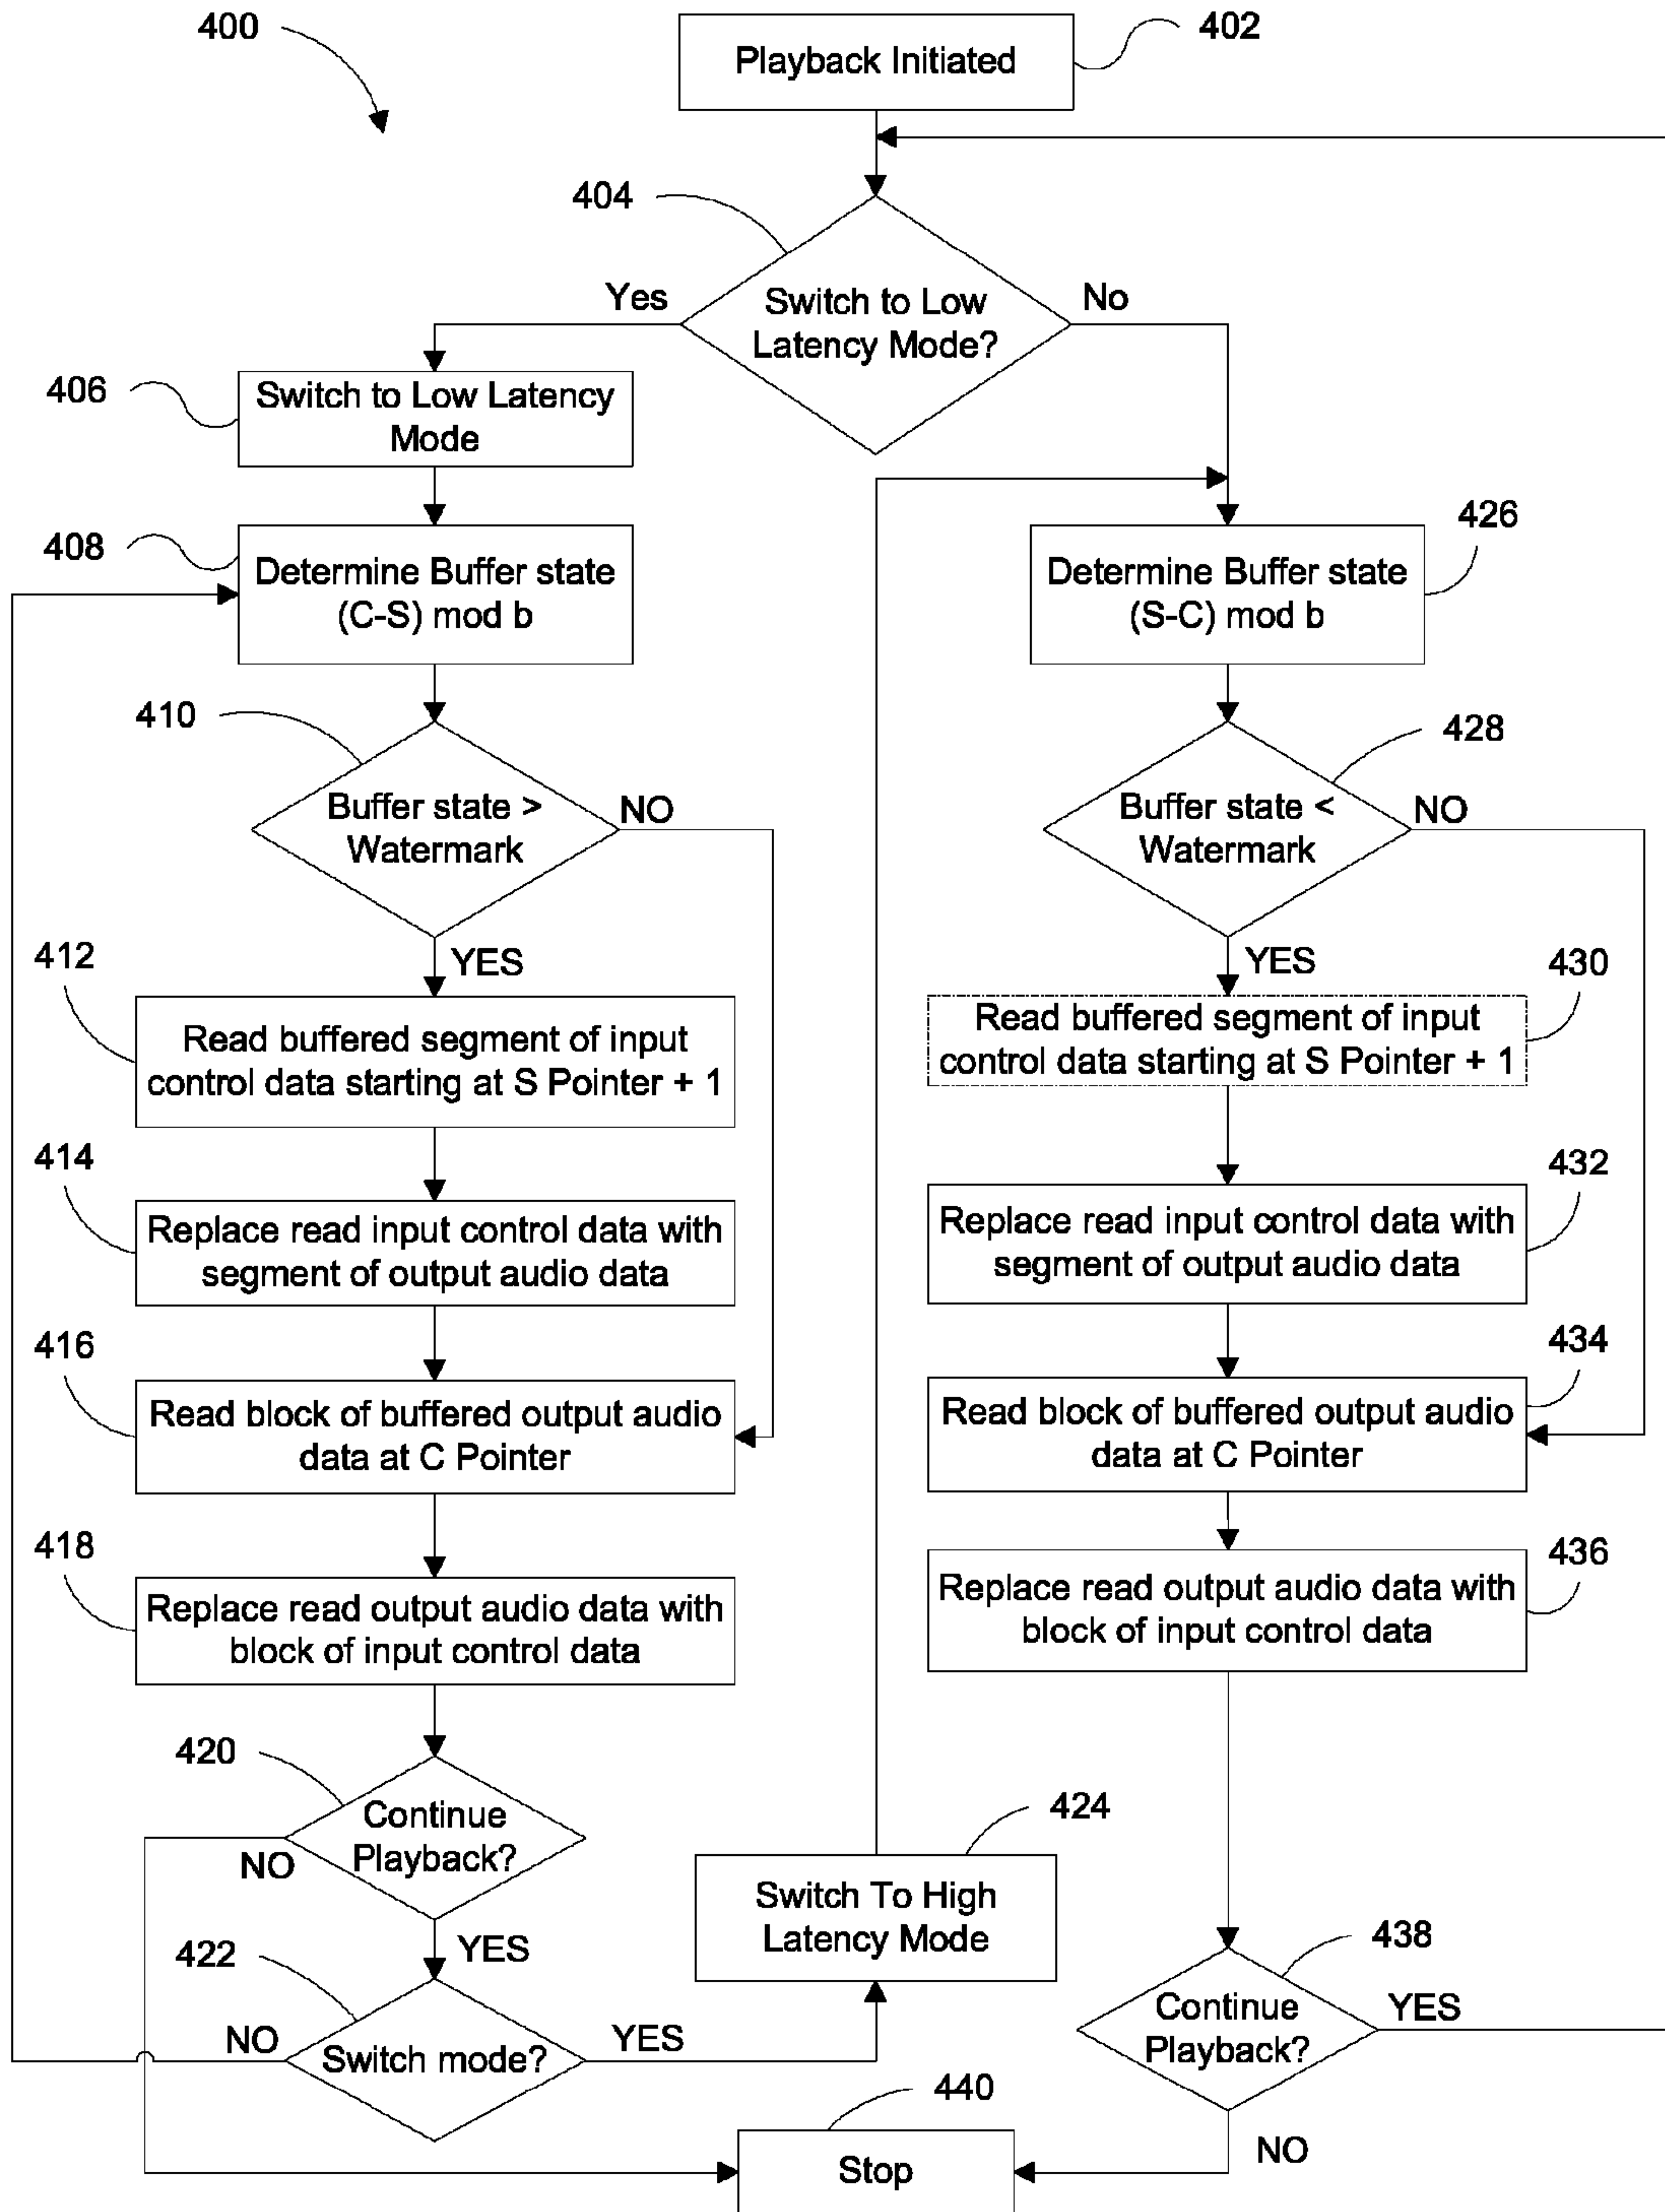 400
402
Playback Initiated
404
Yes
Switch to Low
Latency Mode?
No
406
Switch to Low Latency
Mode
408
Determine Buffer state
(C-S) mod b
426
Determine Buffer state
(S-C) mod b
410
Buffer state >
Watermark
NO
428
Buffer state <
Watermark
NO
YES
YES
412
Read buffered segment of input
control data starting at S Pointer + 1
430
Read buffered segment of input
control data starting at S Pointer + 1
414
Replace read input control data with
segment of output audio data
432
Replace read input control data with
segment of output audio data
416
Read block of buffered output audio
data at C Pointer
434
Read block of buffered output audio
data at C Pointer
418
Replace read output audio data with
block of input control data
436
Replace read output audio data with
block of input control data
420
Continue
Playback?
NO
YES
424
Switch To High
Latency Mode
422
NO
Switch mode?
YES
438
Continue
Playback?
YES
NO
440
Stop